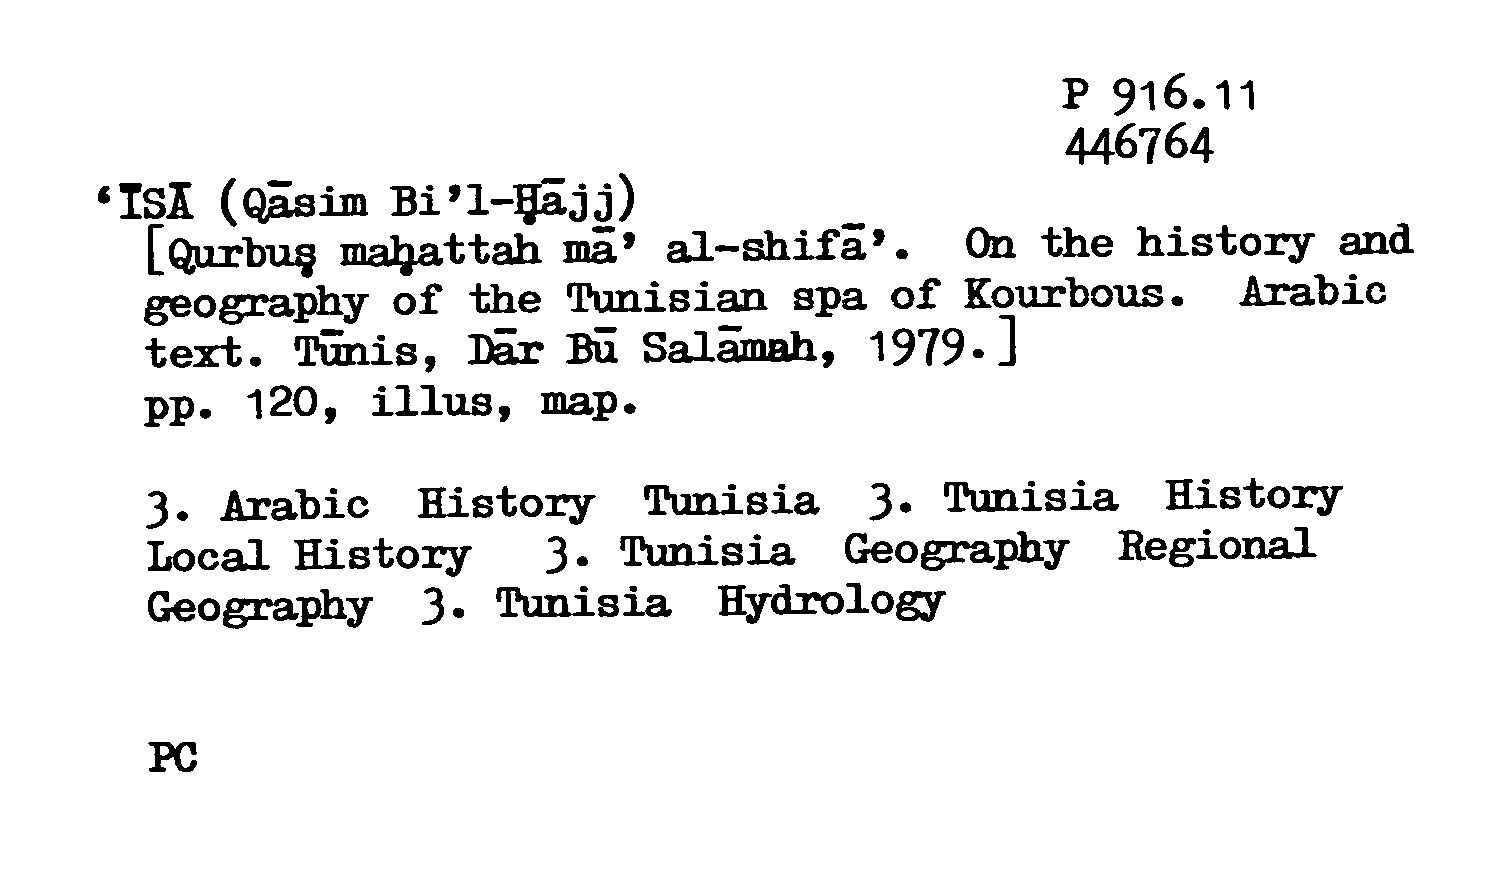 P 916.11
446764
‘ĪSĀ (Qāsim Bi’l-Ḥājj)
[Qurbuṣ maḥattah mā’ al-shifā’. On the history and
geography of the Tunisian spa of Kourbous. Arabic
text. Tūnis, Dār Bū Salāmah, 1979.]
pp. 120, illus, map.
3. Arabic History Tunisia 3. Tunisia History
Local History 3. Tunisia Geography Regional
Geography 3. Tunisia Hydrology
PC